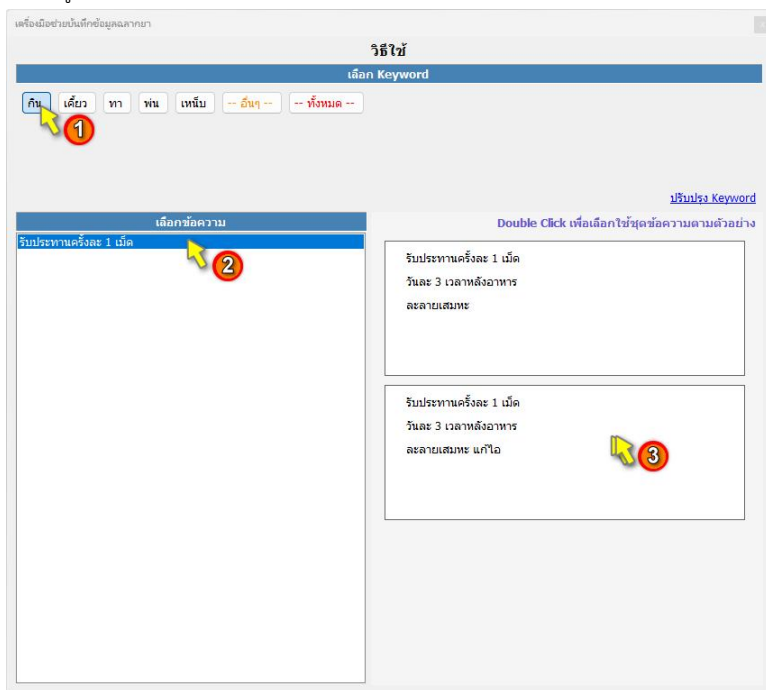 เครื่องมือช่วยบันทึกข้อมูลฉลากยา
วิธีใช้
เลือก Keyword
กิน เคี้ยว ทา พ่น เหน็บ -- อื่นๆ -- -- ทั้งหมด --
1
ปรับปรุง Keyword
เลือกข้อความ
Double Click เพื่อเลือกใช้ชุดข้อความตามตัวอย่าง
รับประทานครั้งละ 1 เม็ด
2
รับประทานครั้งละ 1 เม็ด
วันละ 3 เวลาหลังอาหาร
ละลายเสมหะ
รับประทานครั้งละ 1 เม็ด
วันละ 3 เวลาหลังอาหาร
ละลายเสมหะ แก้ไอ
3